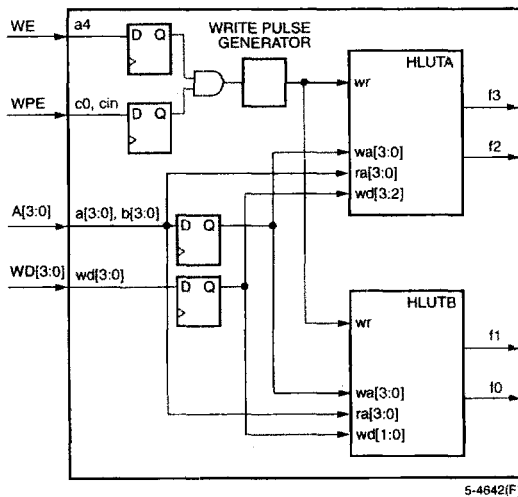 WE
a4
D Q
WRITE PULSE
GENERATOR
HLUTA
wr
f3
WPE
c0, cin
D Q
f2
wa[3:0]
ra[3:0]
wd[3:2]
A[3:0]
a[3:0], b[3:0]
D Q
WD[3:0]
wd[3:0]
D Q
HLUTB
wr
f1
wa[3:0]
f0
ra[3:0]
wd[1:0]
5-4642(F